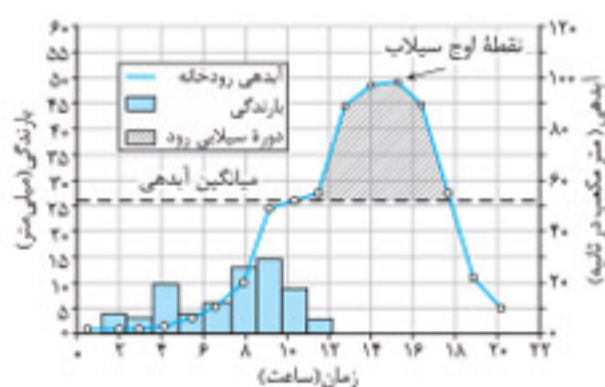 نقطهٔ اوج سیلاب
آبدهی رودخانه
بارندگی
دورهٔ سیلابی رود
میانگین آبدهی
بارندگی(میلی‌متر)
۶۰
۵۵
۵۰
۴۵
۴۰
۳۵
۳۰
۲۵
۲۰
۱۵
۱۰
۵
۰
آبدهی (متر مکعب در ثانیه)
۱۲۰
۱۰۰
۸۰
۶۰
۴۰
۲۰
۰
۰ ۲ ۴ ۶ ۸ ۱۰ ۱۲ ۱۴ ۱۶ ۱۸ ۲۰ ۲۲
زمان(ساعت)